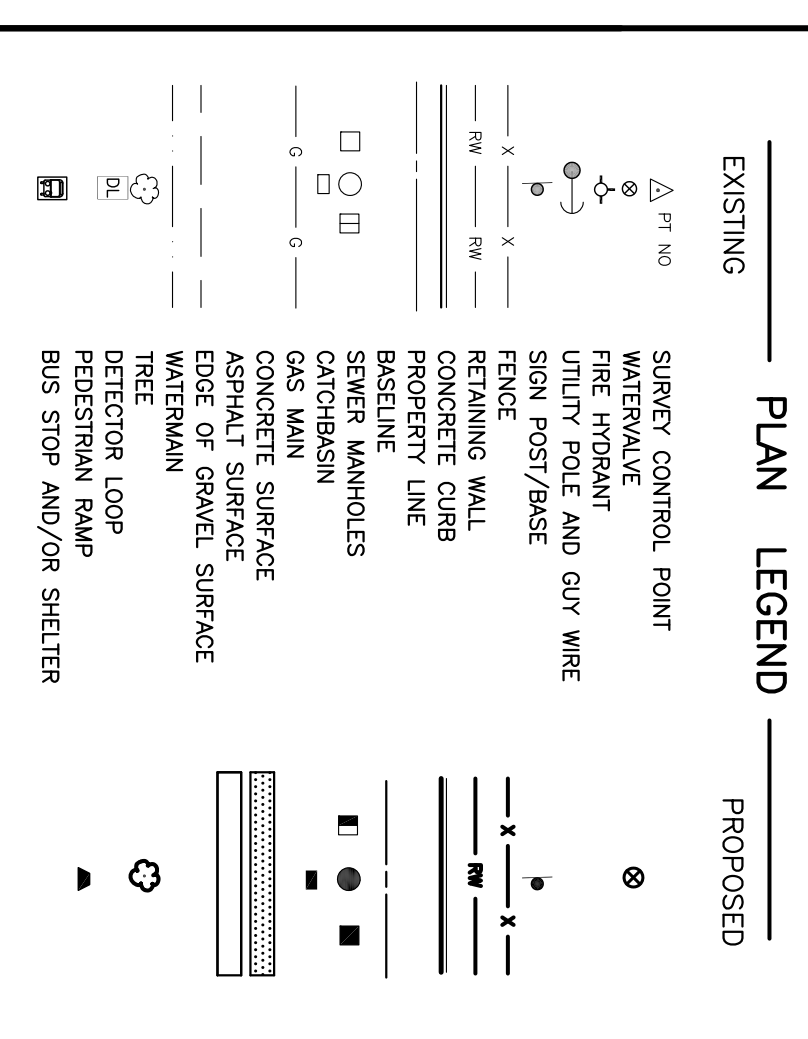 PLAN LEGEND
EXISTING
PROPOSED
PT NO
SURVEY CONTROL POINT
WATERVALVE
FIRE HYDRANT
UTILITY POLE AND GUY WIRE
SIGN POST/BASE
X X
FENCE
X X
RW RW
RETAINING WALL
RW
CONCRETE CURB
PROPERTY LINE
BASELINE
SEWER MANHOLES
CATCHBASIN
G G
GAS MAIN
CONCRETE SURFACE
ASPHALT SURFACE
EDGE OF GRAVEL SURFACE
WATERMAIN
TREE
DL
DETECTOR LOOP
PEDESTRIAN RAMP
BUS STOP AND/OR SHELTER